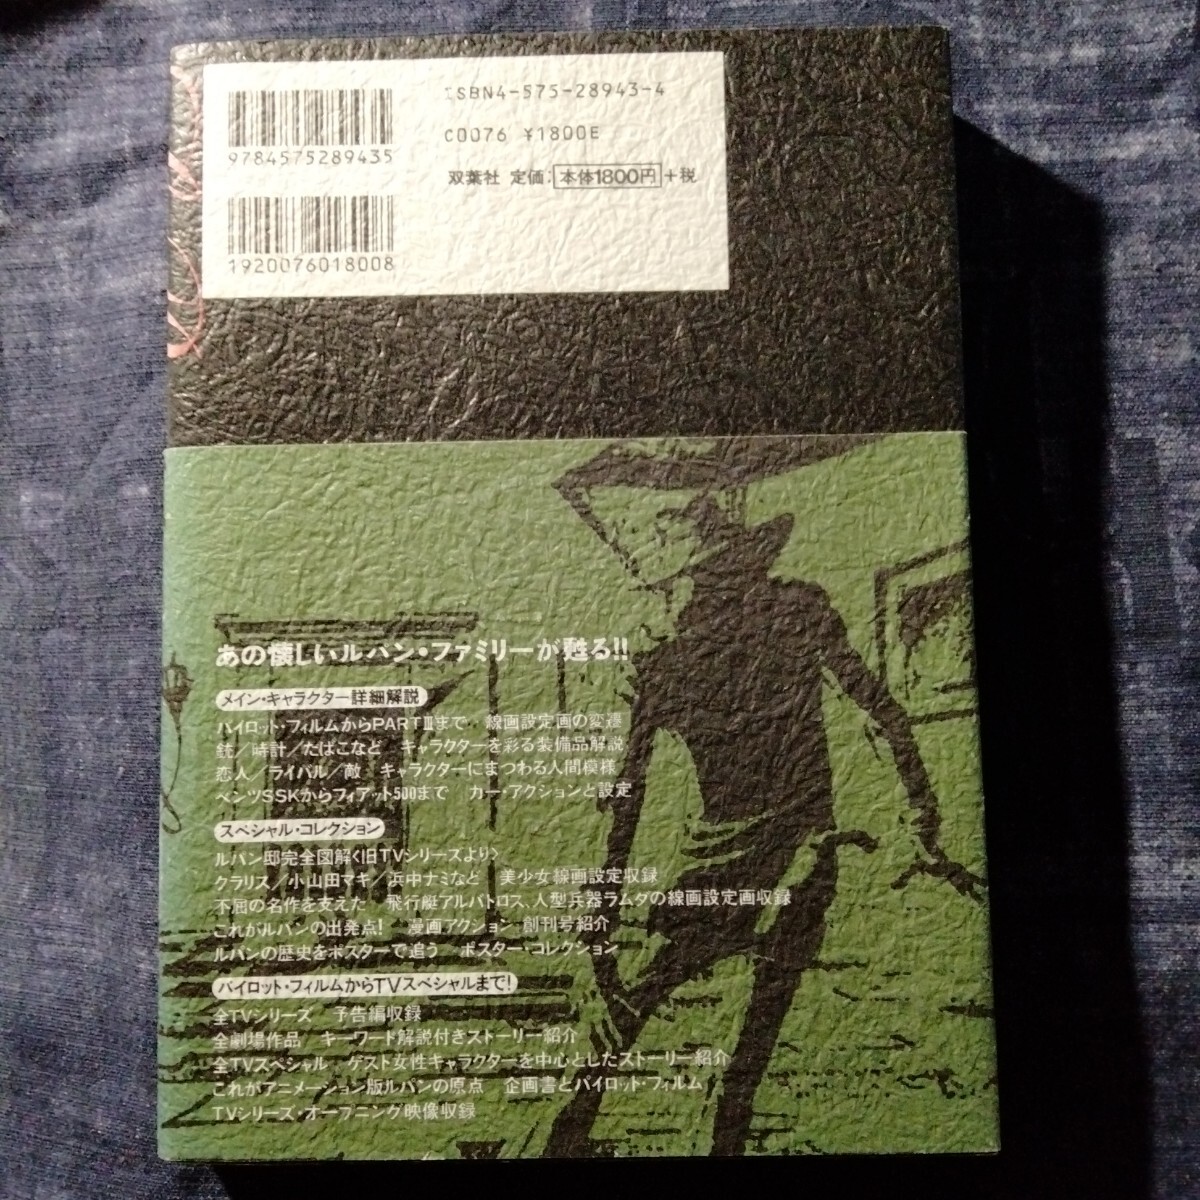 ISBN4-575-28943-4
C0076 ¥1800E
双葉社 定価:本体1800円+税
9784575289435
1920076018008
あの懐しいルパン・ファミリーが甦る!!
メイン・キャラクター詳細解説
パイロット・フィルムからPARTⅢまで‥ 線画設定画の変遷
銃/時計/たばこなど キャラクターを彩る装備品解説
恋人/ライバル/敵 キャラクターにまつわる人間模様
ベンツSSKからフィアット500まで カー・アクションと設定
スペシャル・コレクション
ルパン邸完全図解〈旧TVシリーズより〉
クラリス/小山田マキ/浜中ナミなど 美少女線画設定収録
不屈の名作を支えた 飛行艇アルバトロス、人型兵器ラムダの線画設定画収録
これがルパンの出発点! 漫画アクション 創刊号紹介
ルパンの歴史をポスターで追う ポスター・コレクション
パイロット・フィルムからTVスペシャルまで!
全TVシリーズ 予告編収録
全劇場作品 キーワード解説付きストーリー紹介
全TVスペシャル ゲスト女性キャラクターを中心としたストーリー紹介
これがアニメーション版ルパンの原点 企画書とパイロット・フィルム
TVシリーズ・オープニング映像収録